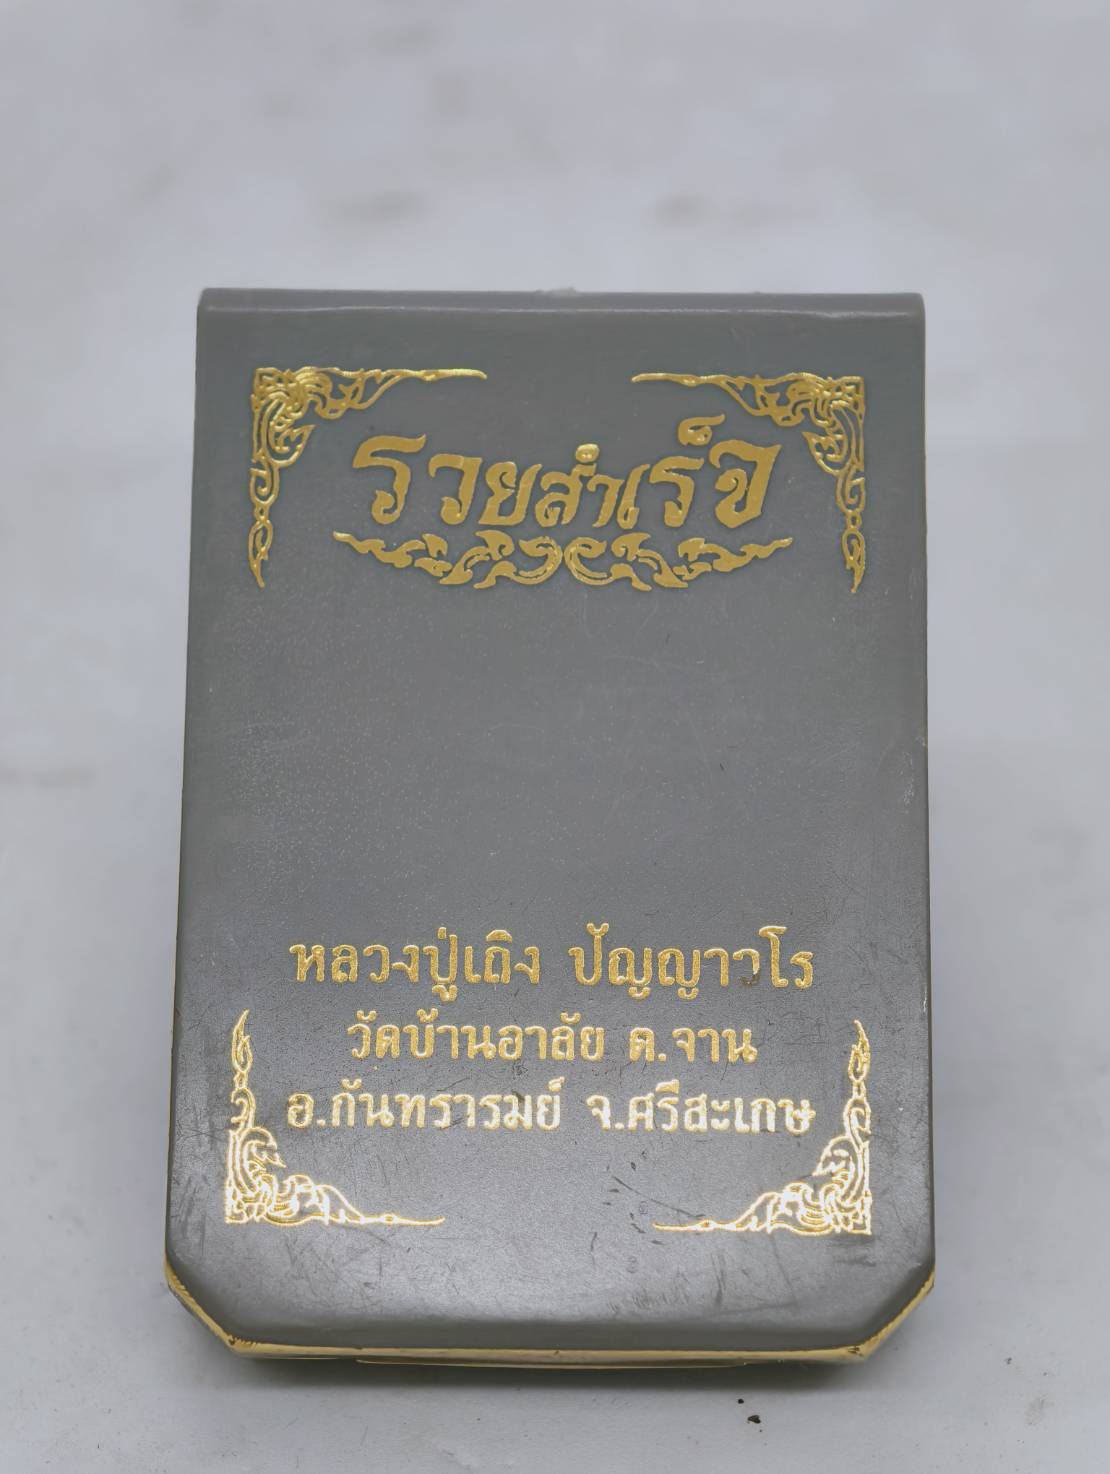 รวยสำเร็จ
หลวงปู่เถิง ปัญญาวโร
วัดบ้านอาลัย ต.จาน
อ.กันทรารมย์ จ.ศรีสะเกษ